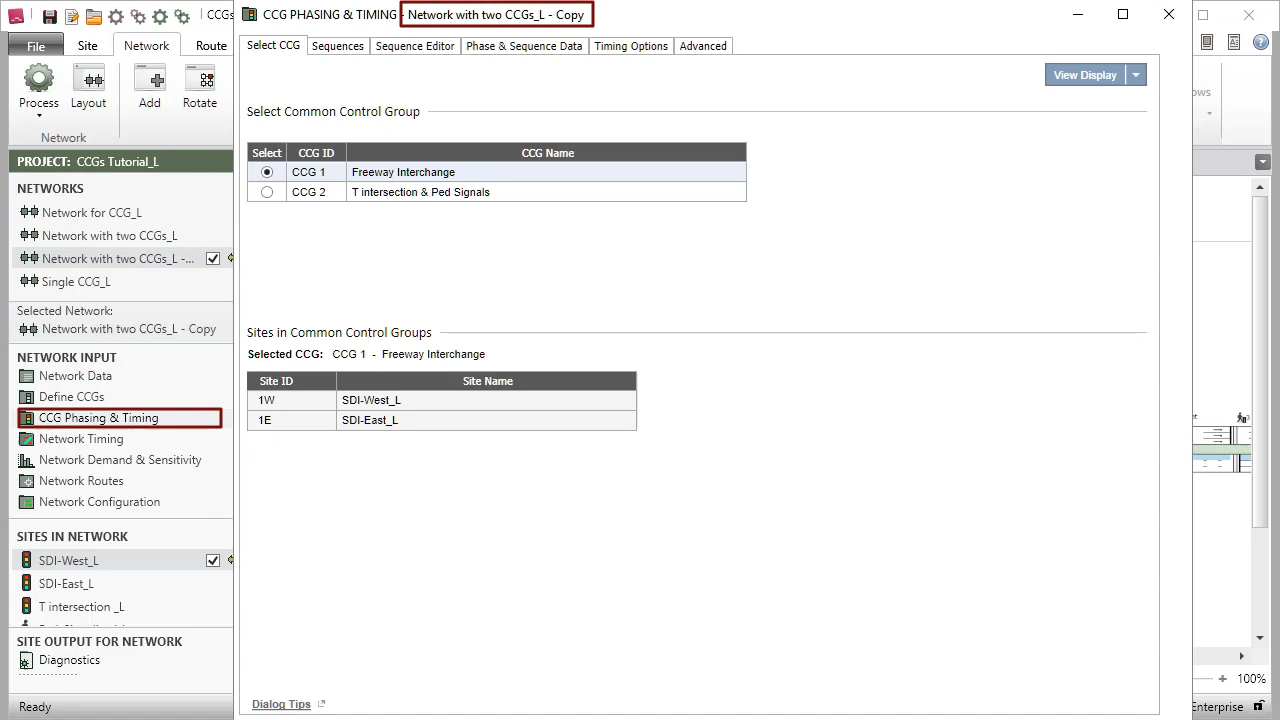 CCGs
CCG PHASING & TIMING - Network with two CCGs_L - Copy
File Site Network Route
Select CCG Sequences Sequence Editor Phase & Sequence Data Timing Options Advanced
View Display
Process Layout Add Rotate
ows
Network
Select Common Control Group
Select CCG ID CCG Name
CCG 1 Freeway Interchange
CCG 2 T intersection & Ped Signals
PROJECT: CCGs Tutorial_L
NETWORKS
Network for CCG_L
Network with two CCGs_L
Network with two CCGs_L -...
Single CCG_L
Selected Network:
Network with two CCGs_L - Copy
Sites in Common Control Groups
Selected CCG: CCG 1 - Freeway Interchange
Site ID Site Name
1W SDI-West_L
1E SDI-East_L
NETWORK INPUT
Network Data
Define CCGs
CCG Phasing & Timing
Network Timing
Network Demand & Sensitivity
Network Routes
Network Configuration
SITES IN NETWORK
SDI-West_L
SDI-East_L
T intersection _L
SITE OUTPUT FOR NETWORK
Diagnostics
100%
Dialog Tips
Ready
Enterprise